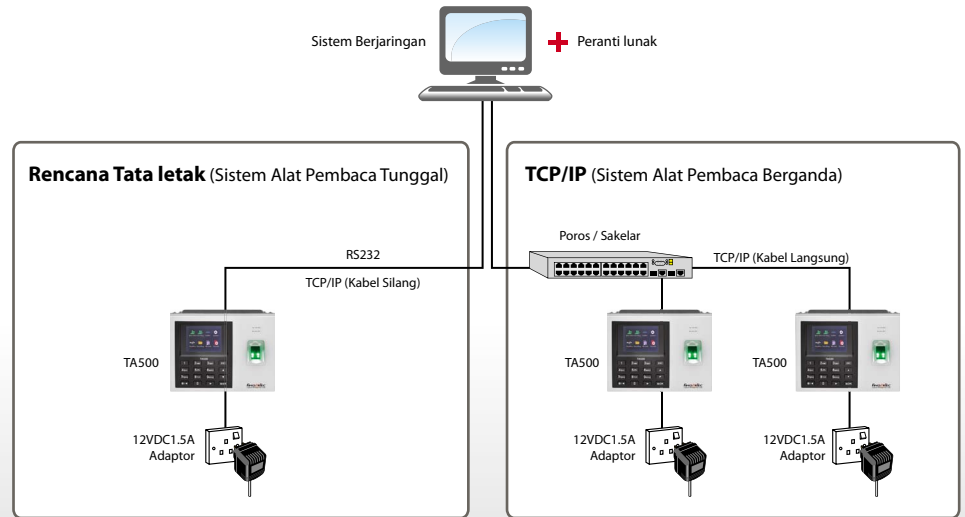 Sistem Berjaringan
Peranti lunak
Rencana Tata letak (Sistem Alat Pembaca Tunggal)
RS232
TCP/IP (Kabel Silang)
TA500
12VDC1.5A
Adaptor
TCP/IP (Sistem Alat Pembaca Berganda)
Poros / Sakelar
TCP/IP (Kabel Langsung)
TA500
TA500
12VDC1.5A
Adaptor
12VDC1.5A
Adaptor